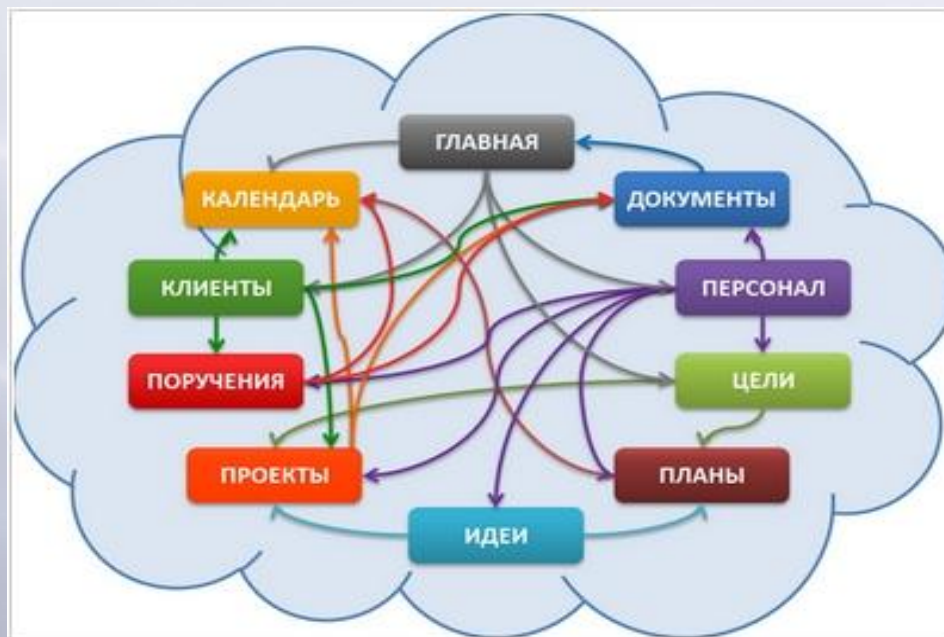 ГЛАВНАЯ
КАЛЕНДАРЬ
ДОКУМЕНТЫ
КЛИЕНТЫ
ПЕРСОНАЛ
ПОРУЧЕНИЯ
ЦЕЛИ
ПРОЕКТЫ
ПЛАНЫ
ИДЕИ